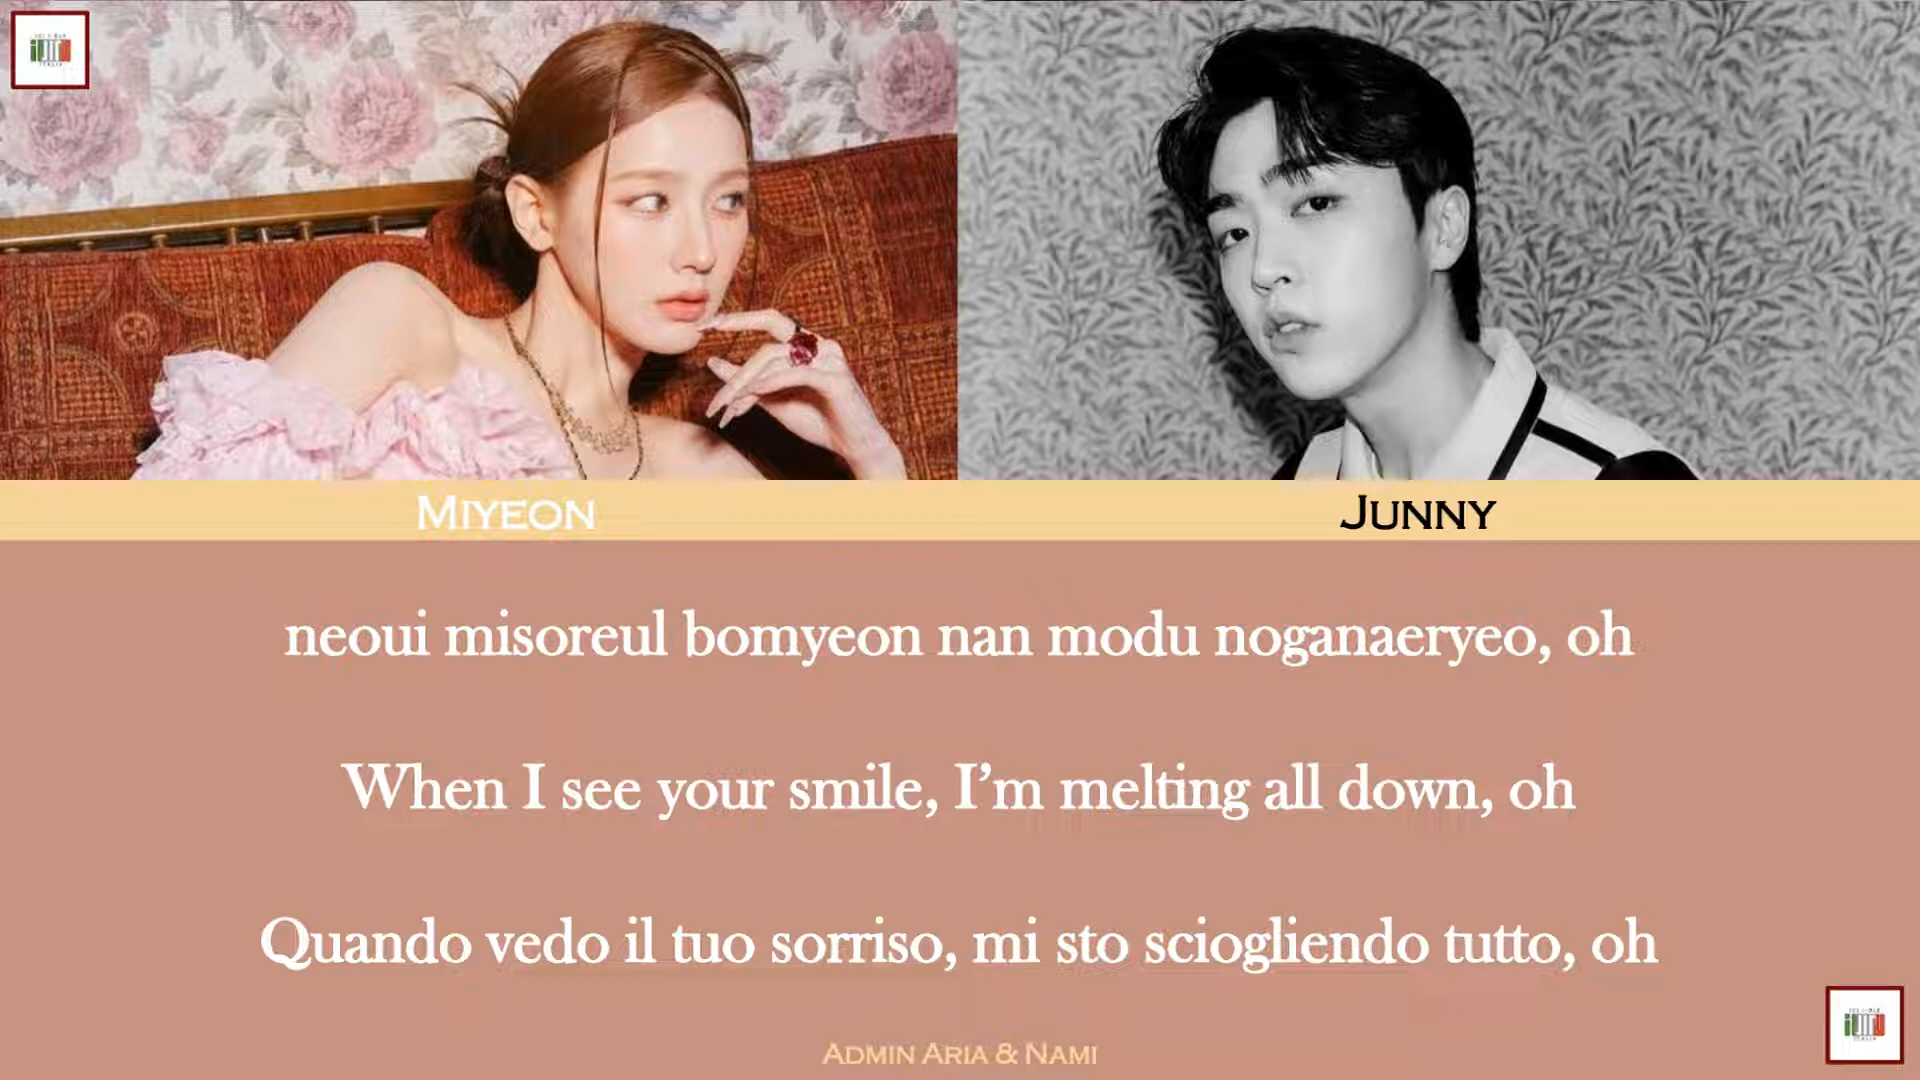 Miyeon
Junny
neoui misoreul bomyeon nan modu noganaeryeo, oh
When I see your smile, I’m melting all down, oh
Quando vedo il tuo sorriso, mi sto sciogliendo tutto, oh
Admin Aria & Nami